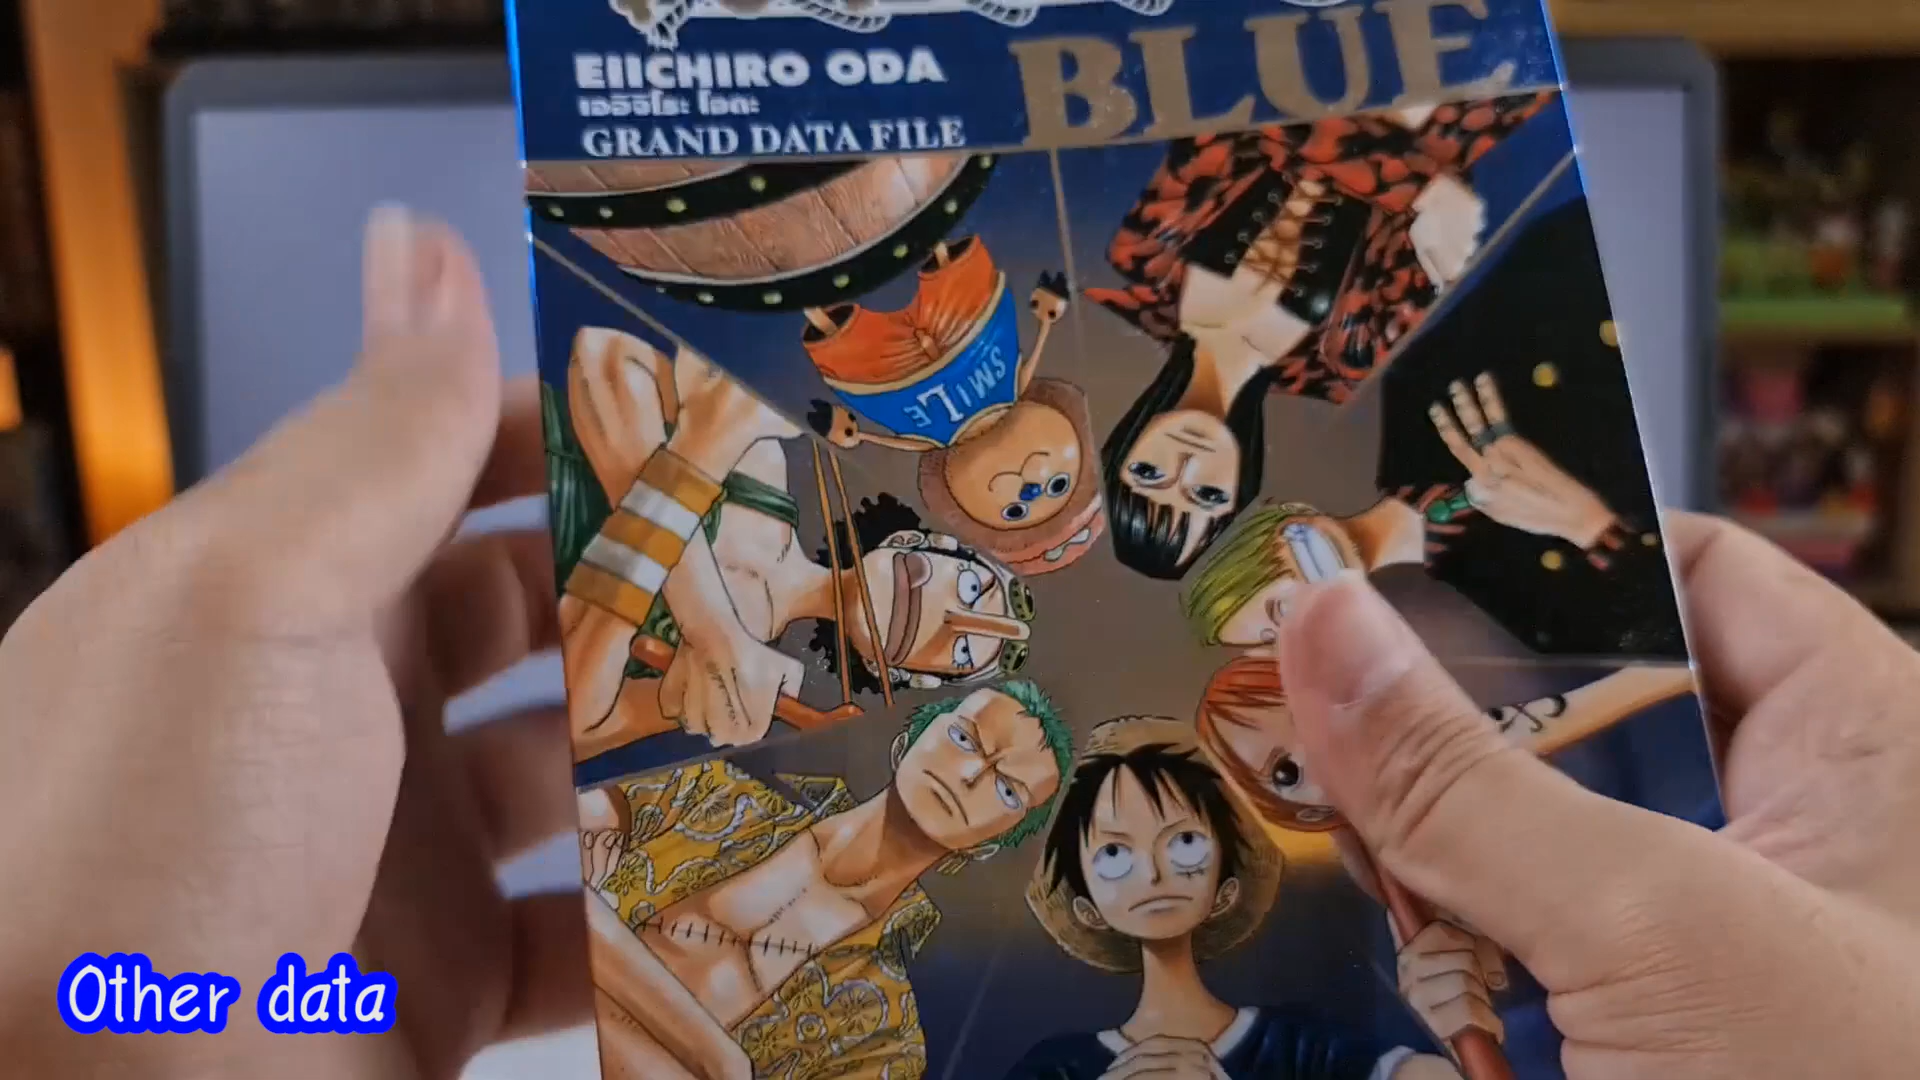 BLUE
EIICHIRO ODA
เออิจิโระ โอดะ
GRAND DATA FILE
SMILE
Other data